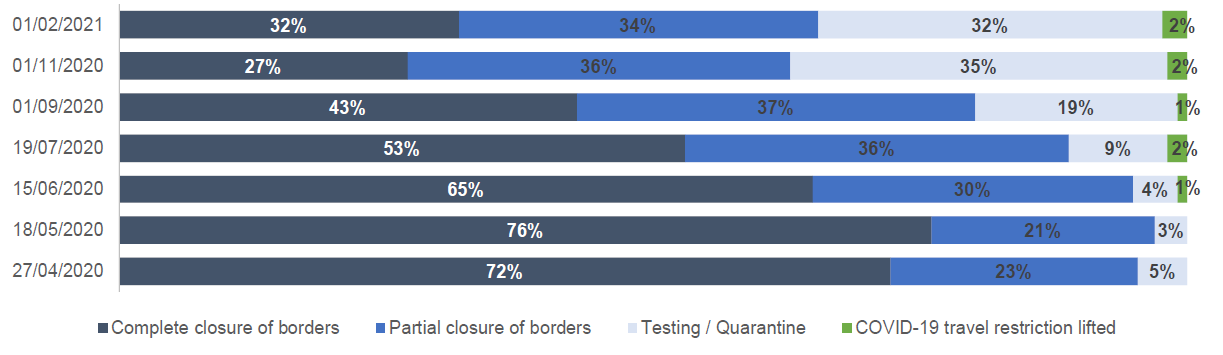 01/02/2021 32% 34% 32% 2%
01/11/2020 27% 36% 35% 2%
01/09/2020 43% 37% 19% 1%
19/07/2020 53% 36% 9% 2%
15/06/2020 65% 30% 4% 1%
18/05/2020 76% 21% 3%
27/04/2020 72% 23% 5%
Complete closure of borders Partial closure of borders Testing / Quarantine COVID-19 travel restriction lifted